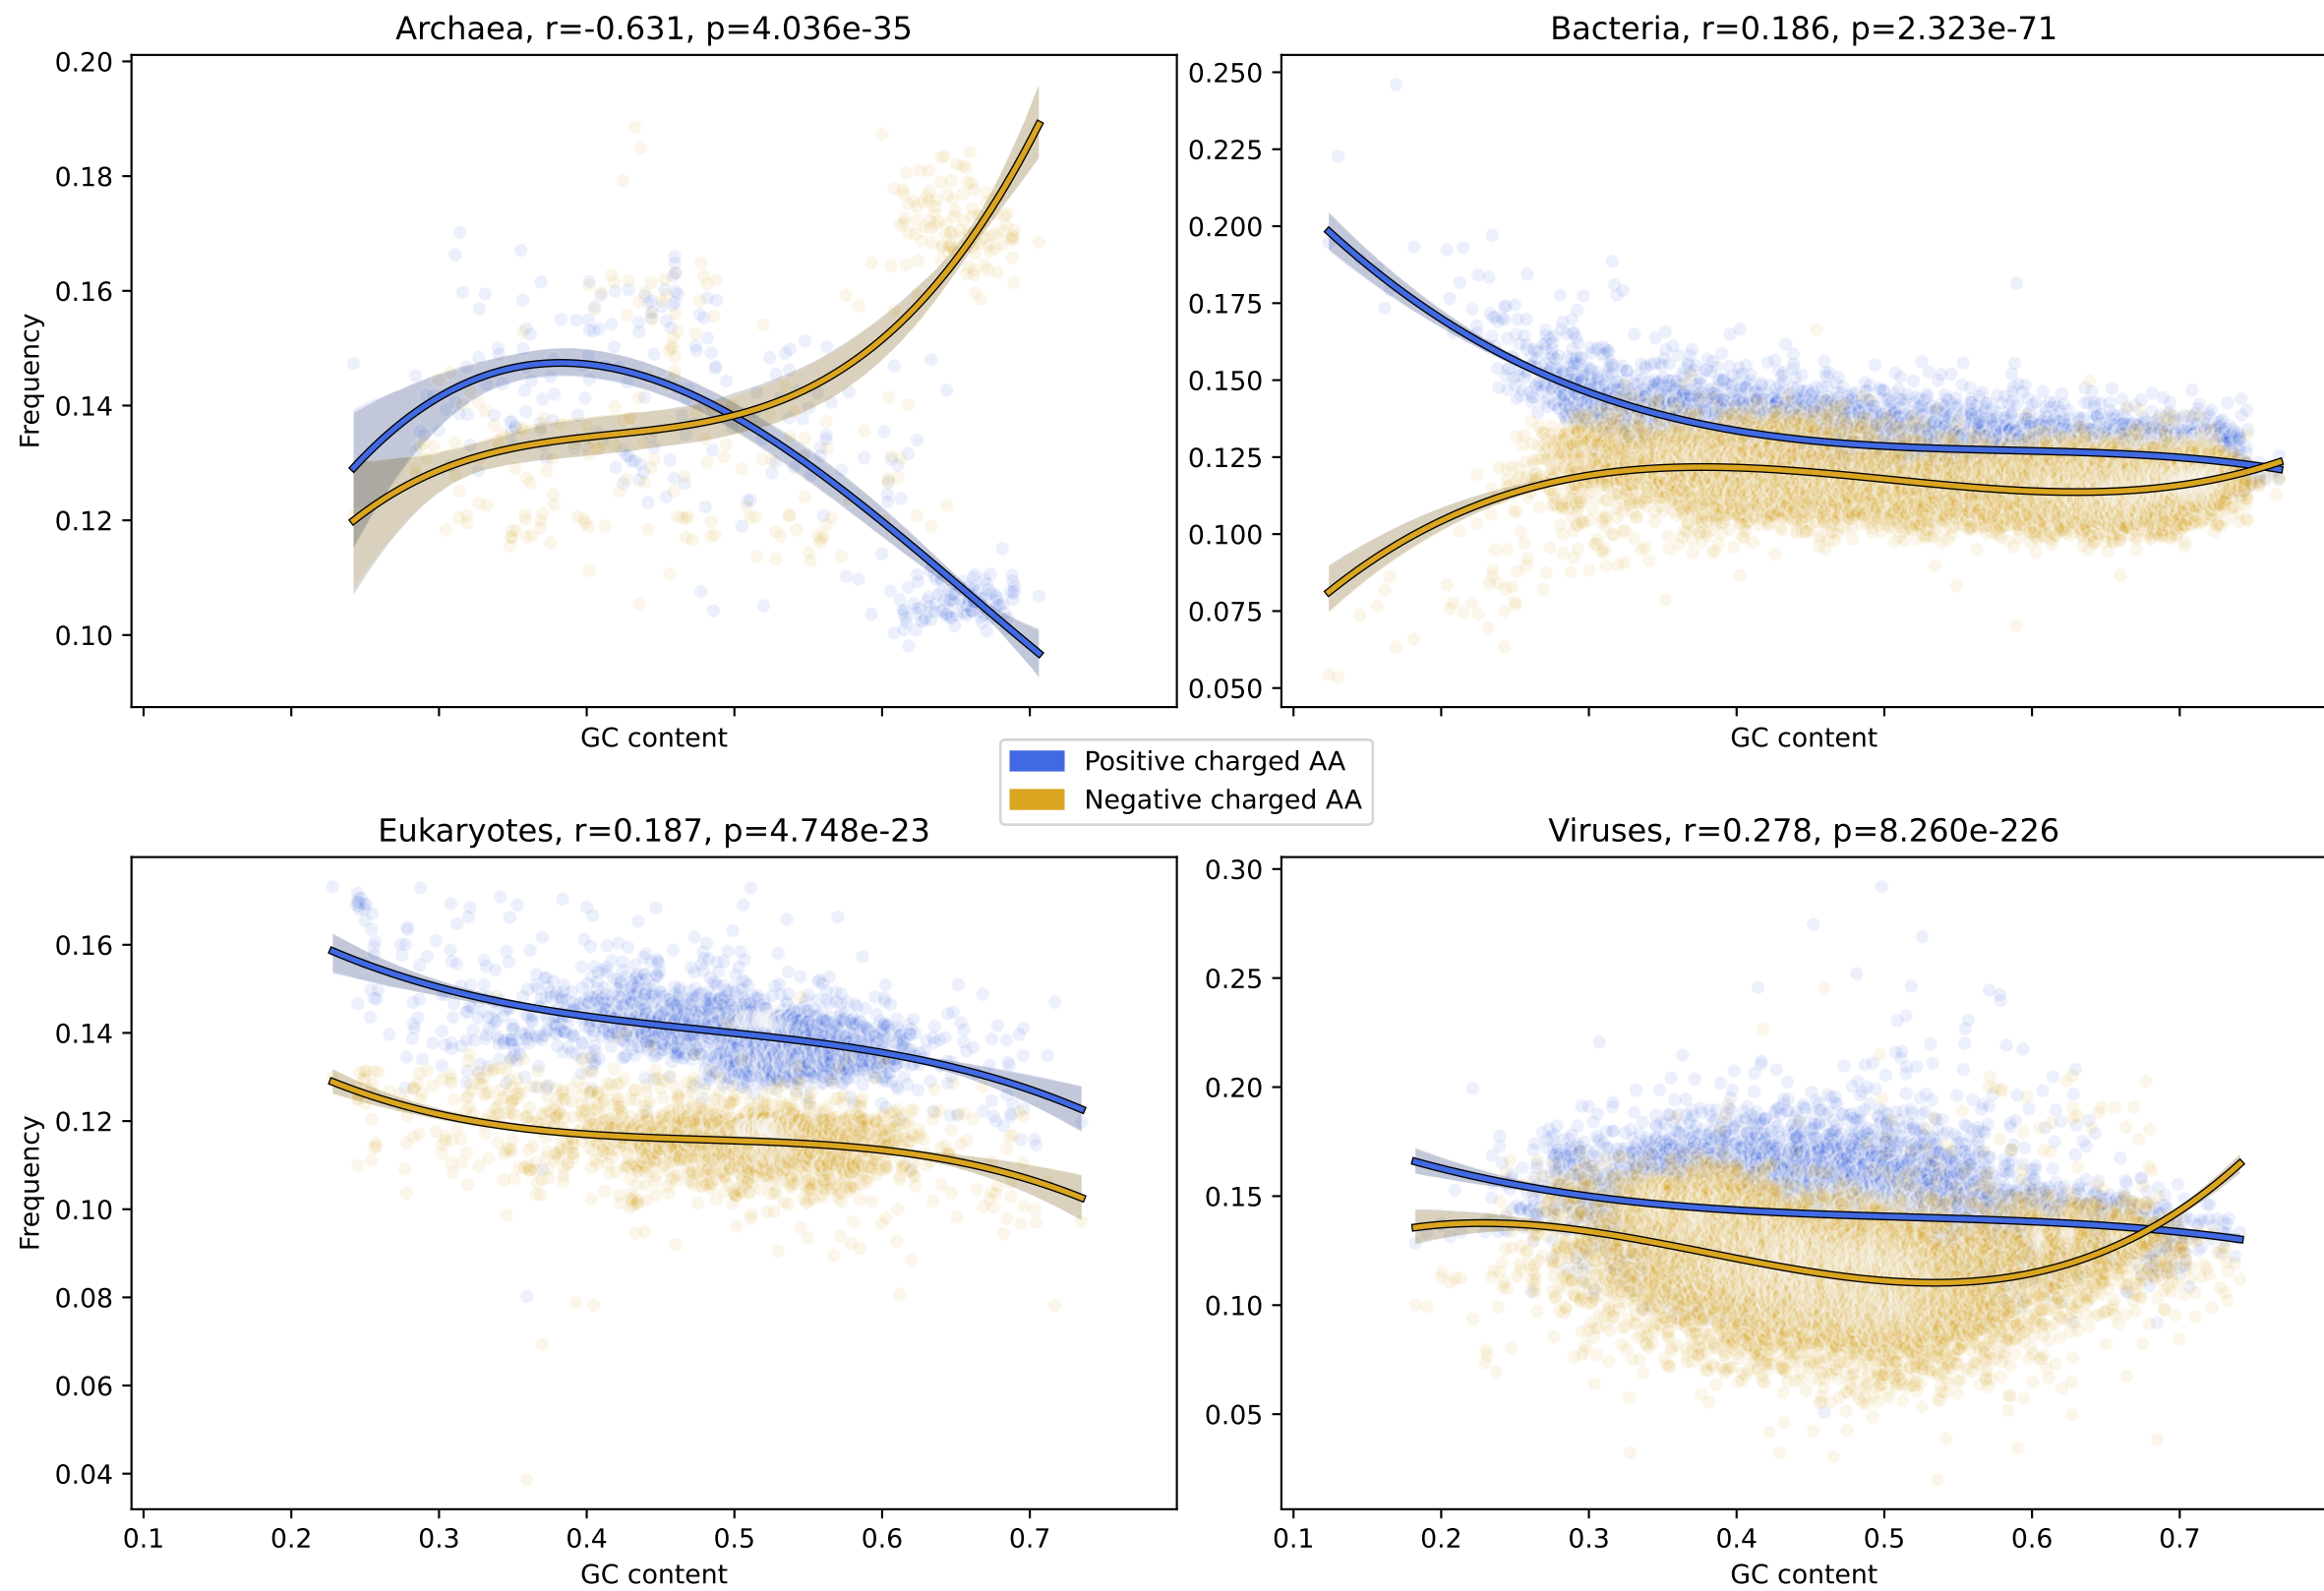 Archaea, r=-0.631, p=4.036e-35
0.20
0.18
0.16
0.14
0.12
0.10
Frequency
GC content
Bacteria, r=0.186, p=2.323e-71
0.250
0.225
0.200
0.175
0.150
0.125
0.100
0.075
0.050
GC content
Positive charged AA
Negative charged AA
Eukaryotes, r=0.187, p=4.748e-23
0.16
0.14
0.12
0.10
0.08
0.06
0.04
Frequency
0.1 0.2 0.3 0.4 0.5 0.6 0.7
GC content
Viruses, r=0.278, p=8.260e-226
0.30
0.25
0.20
0.15
0.10
0.05
0.1 0.2 0.3 0.4 0.5 0.6 0.7
GC content